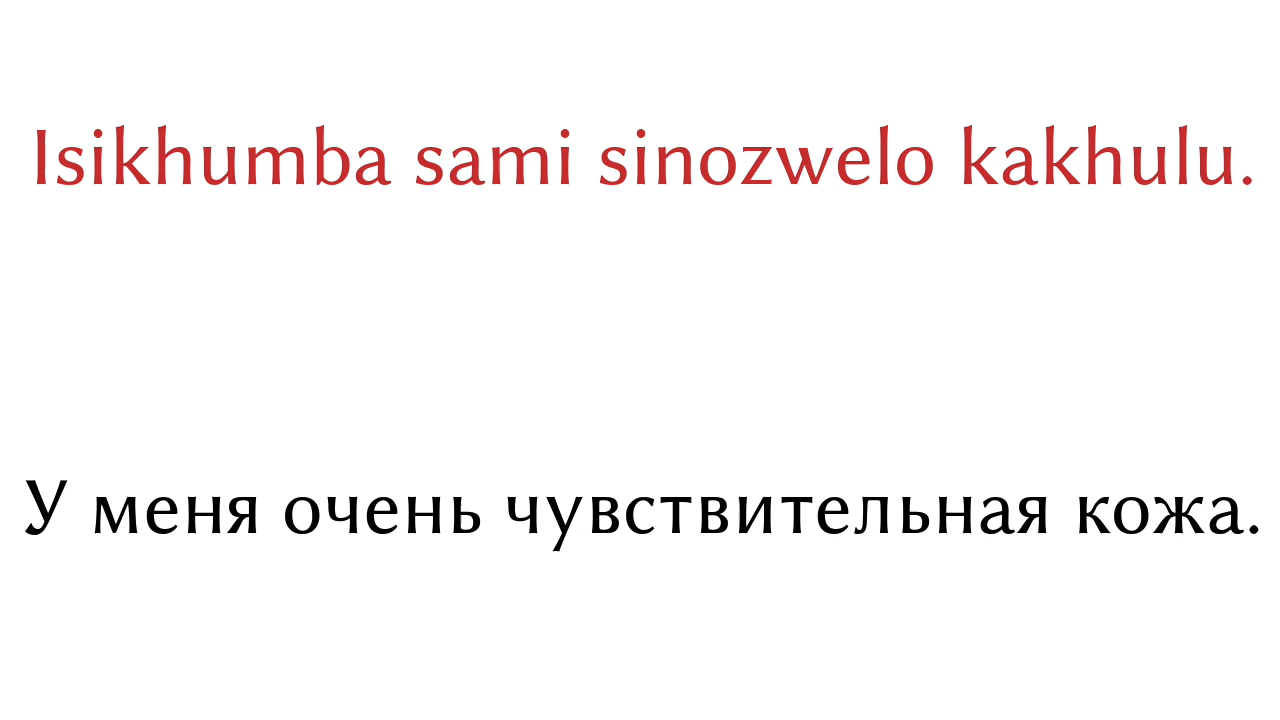 Isikhumba sami sinozwelo kakhulu.
У меня очень чувствительная кожа.